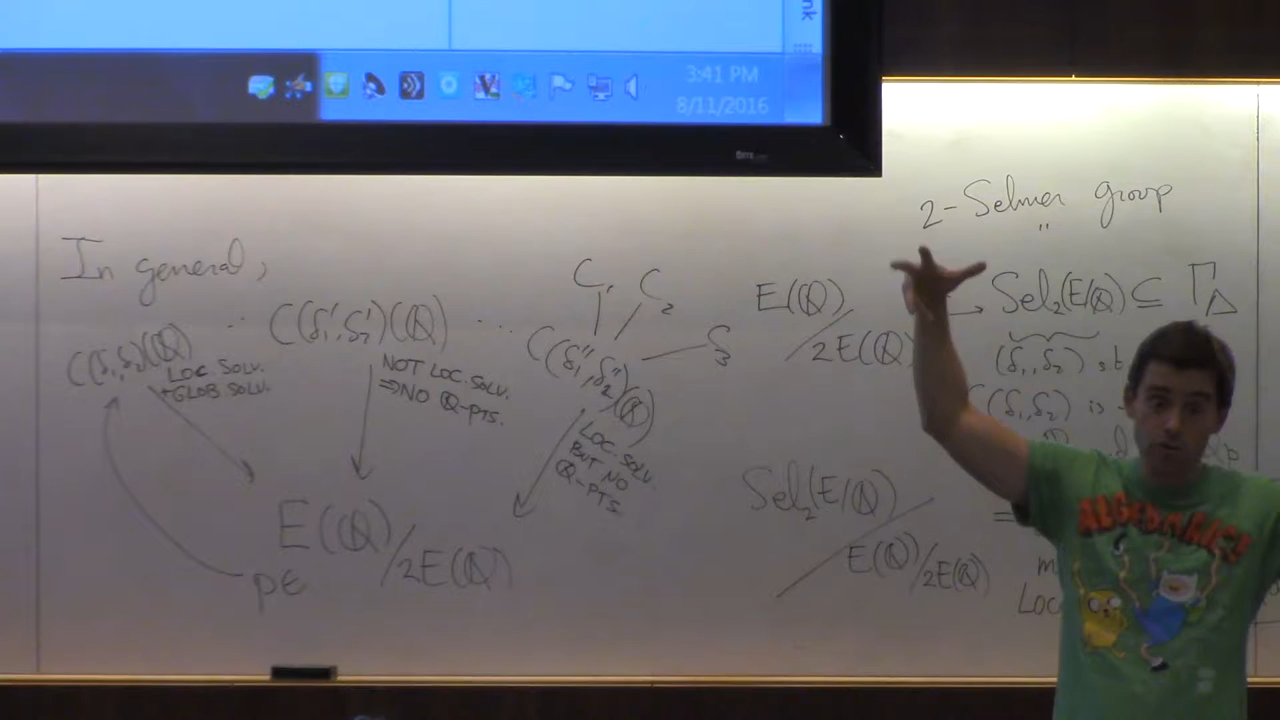 nk
3:41 PM
8/11/2016
BenQ
2-Selmer group
"
In general,
C(δ₁,δ₂)(ℚ) ·· C(δ₁',δ₂')(ℚ) ··· C(δ₁'',δ₂'')(ℚ)
LOC. SOLV.
+GLOB SOLV.
NOT LOC. SOLV.
⇒NO ℚ-PTS.
C₁ C₂
C₃
LOC. SOLV.
BUT NO
ℚ-PTS.
E(ℚ)/2E(ℚ)
P∈
E(ℚ)/2E(ℚ) → Sel₂(E/ℚ) ⊆ Γ_Δ
(δ₁,δ₂) s.t
C(δ₁,δ₂) is
Sel₂(E/ℚ)/E(ℚ)/2E(ℚ) =
m
Loc
ALGEBRAIC!